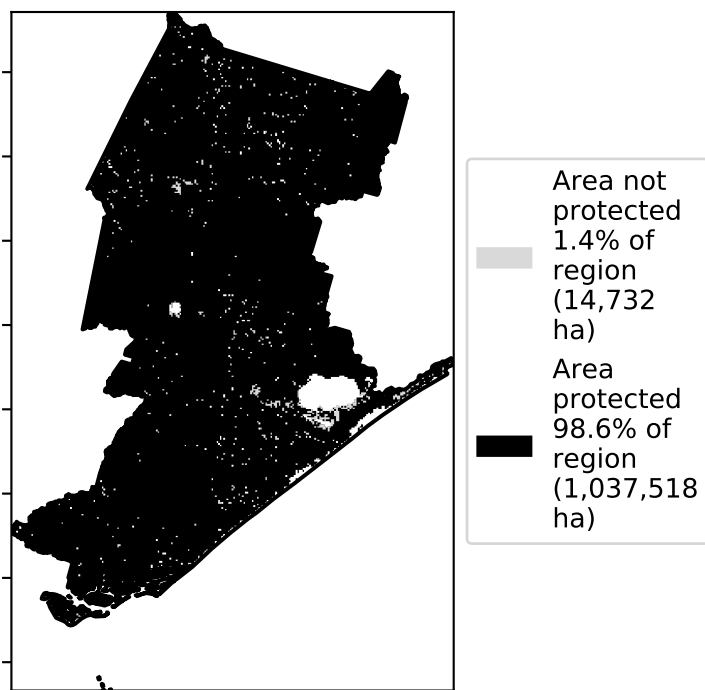 Area not
protected
1.4% of
region
(14,732
ha)
Area
protected
98.6% of
region
(1,037,518
ha)